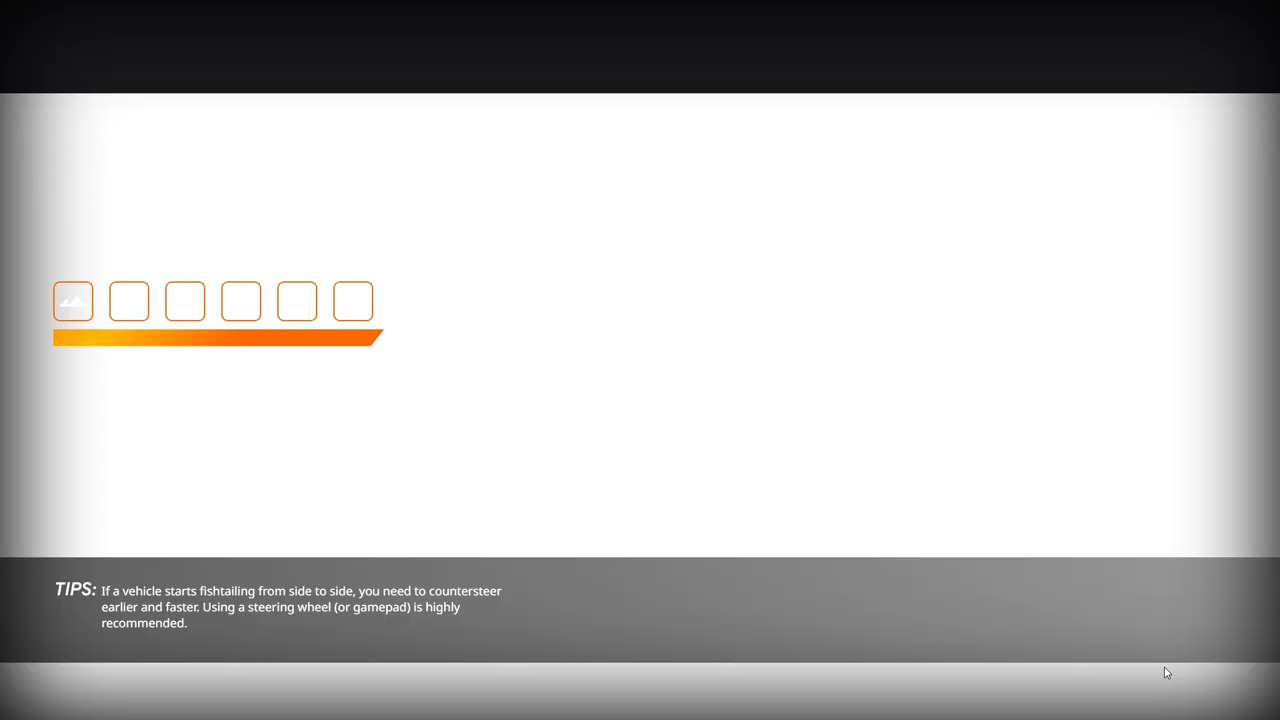 TIPS: If a vehicle starts fishtailing from side to side, you need to countersteer
earlier and faster. Using a steering wheel (or gamepad) is highly
recommended.